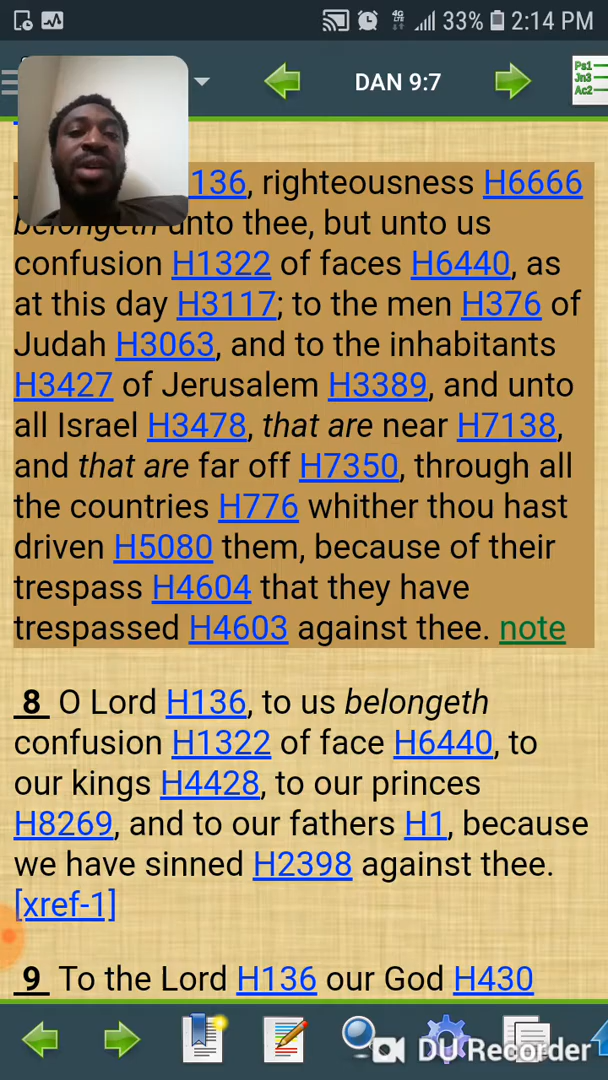 33% 2:14 PM
DAN 9:7
Ps1
Jn3
Ac2
136, righteousness H6666
belongeth unto thee, but unto us
confusion H1322 of faces H6440, as
at this day H3117; to the men H376 of
Judah H3063, and to the inhabitants
H3427 of Jerusalem H3389, and unto
all Israel H3478, that are near H7138,
and that are far off H7350, through all
the countries H776 whither thou hast
driven H5080 them, because of their
trespass H4604 that they have
trespassed H4603 against thee. note
8 O Lord H136, to us belongeth
confusion H1322 of face H6440, to
our kings H4428, to our princes
H8269, and to our fathers H1, because
we have sinned H2398 against thee.
[xref-1]
9 To the Lord H136 our God H430
DU Recorder